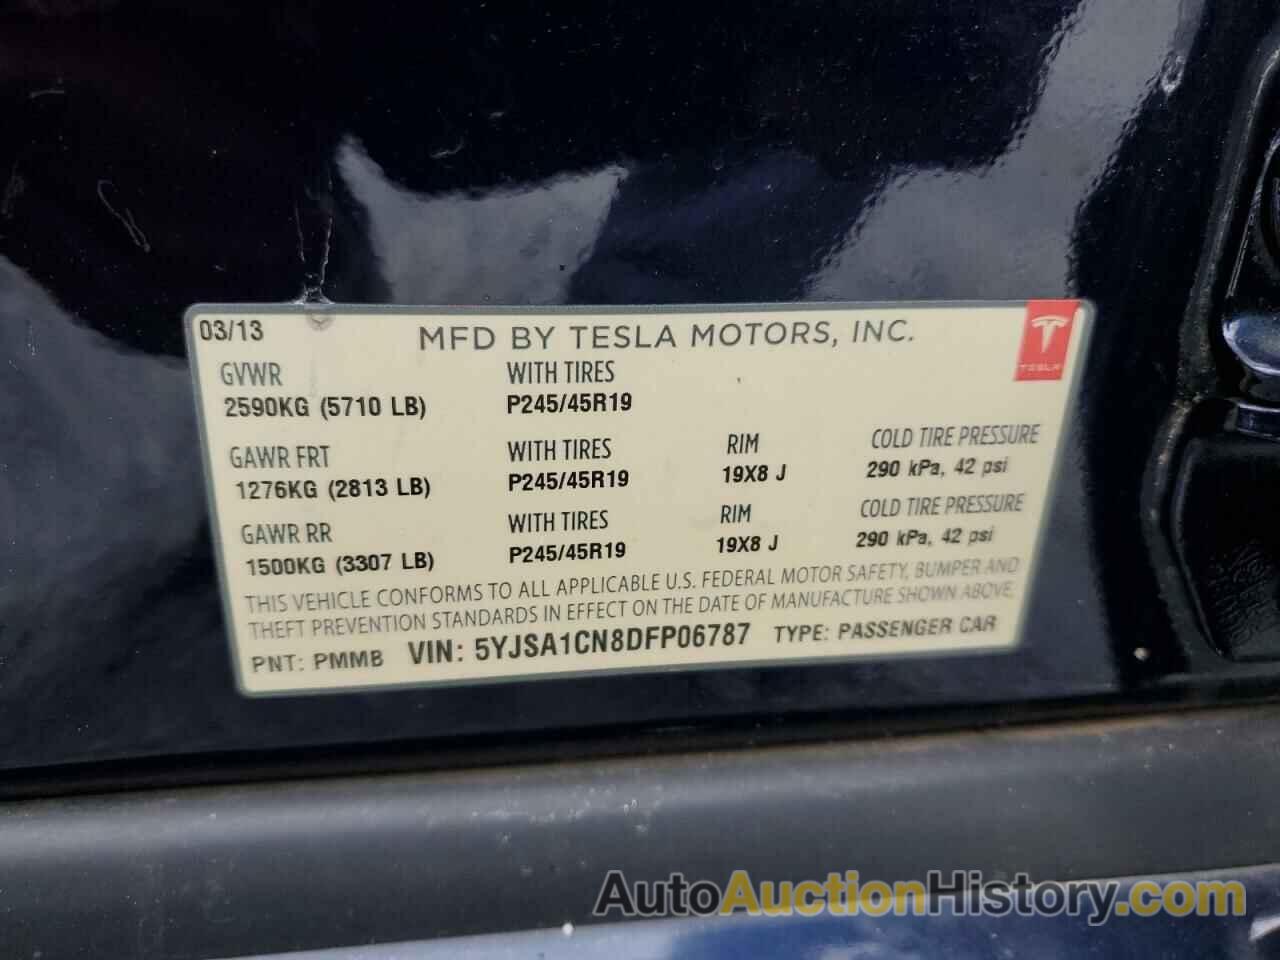 03/13 MFD BY TESLA MOTORS, INC. TESLA
GVWR WITH TIRES
2590KG (5710 LB) P245/45R19
GAWR FRT WITH TIRES RIM COLD TIRE PRESSURE
1276KG (2813 LB) P245/45R19 19X8 J 290 kPa, 42 psi
GAWR RR WITH TIRES RIM COLD TIRE PRESSURE
1500KG (3307 LB) P245/45R19 19X8 J 290 kPa, 42 psi
THIS VEHICLE CONFORMS TO ALL APPLICABLE U.S. FEDERAL MOTOR SAFETY, BUMPER AND
THEFT PREVENTION STANDARDS IN EFFECT ON THE DATE OF MANUFACTURE SHOWN ABOVE.
PNT: PMMB VIN: 5YJSA1CN8DFP06787 TYPE: PASSENGER CAR
AutoAuctionHistory.com